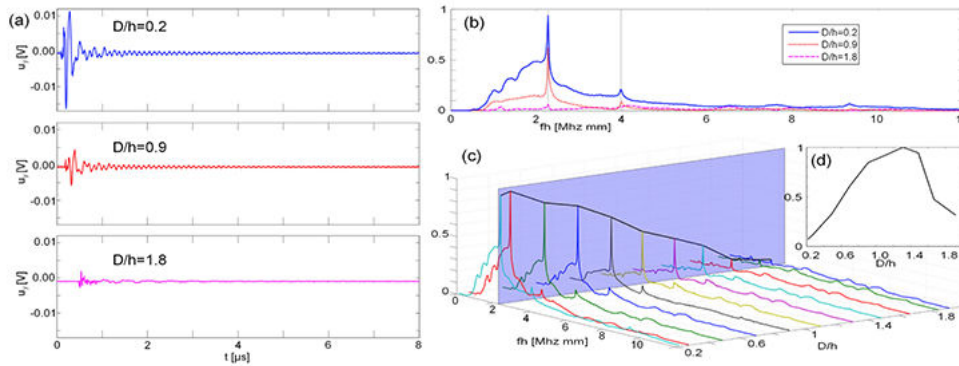 (a)
D/h=0.2
0.01
0.00
-0.01
u₁ [V]
D/h=0.9
0.01
0.00
-0.01
D/h=1.8
0.01
0.00
-0.01
0 2 4 6 8
t [µs]
(b)
1
0.5
0
D/h=0.2
D/h=0.9
D/h=1.8
0 2 4 6 8 10 12
fh [Mhz mm]
(c)
1
0.5
0
0 2 4 6 8 10
fh [Mhz mm]
0.2 0.6 1 1.4 1.8
D/h
(d)
1
0.5
0
0.2 0.6 1.0 1.4 1.8
D/h